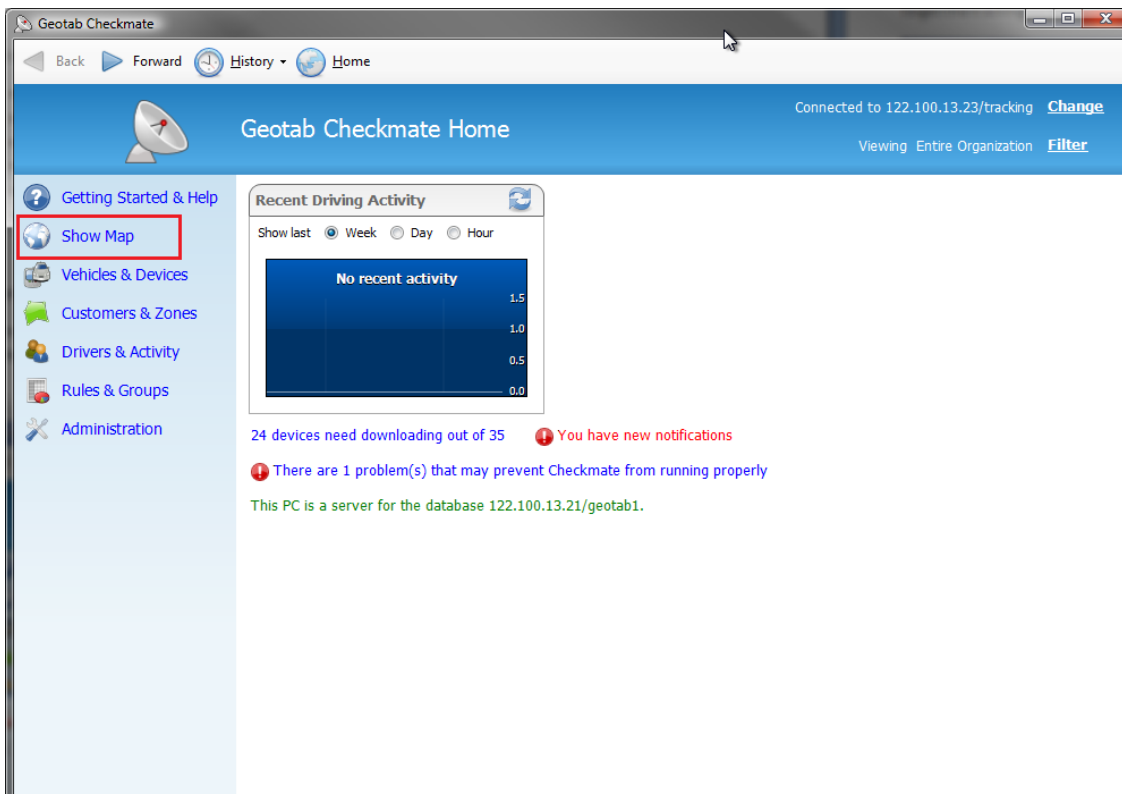 Geotab Checkmate
Back Forward History Home
Geotab Checkmate Home
Connected to 122.100.13.23/tracking Change
Viewing Entire Organization Filter
Getting Started & Help
Show Map
Vehicles & Devices
Customers & Zones
Drivers & Activity
Rules & Groups
Administration
Recent Driving Activity
Show last Week Day Hour
No recent activity
1.5
1.0
0.5
0.0
24 devices need downloading out of 35 You have new notifications
There are 1 problem(s) that may prevent Checkmate from running properly
This PC is a server for the database 122.100.13.21/geotab1.